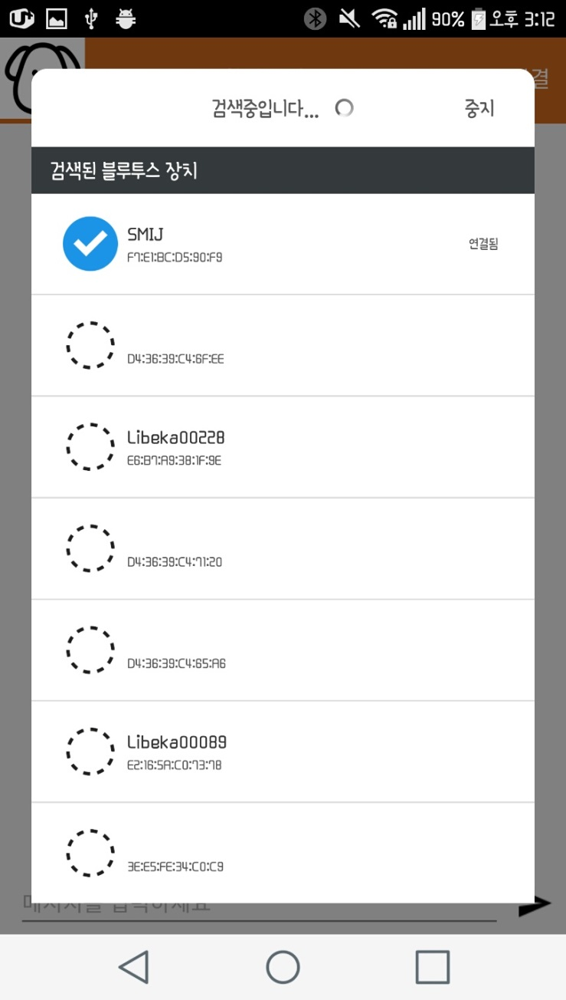 U+ 90% 오후 3:12
결
검색중입니다... 중지
검색된 블루투스 장치
SMIJ
F7:E1:BC:D5:90:F9
연결됨
D4:36:39:C4:6F:EE
Libeka00228
E6:B7:A9:38:1F:9E
D4:36:39:C4:71:20
D4:36:39:C4:65:A6
Libeka00089
E2:16:5A:C0:73:7B
3E:E5:FE:34:C0:C9
메시지를 입력하세요